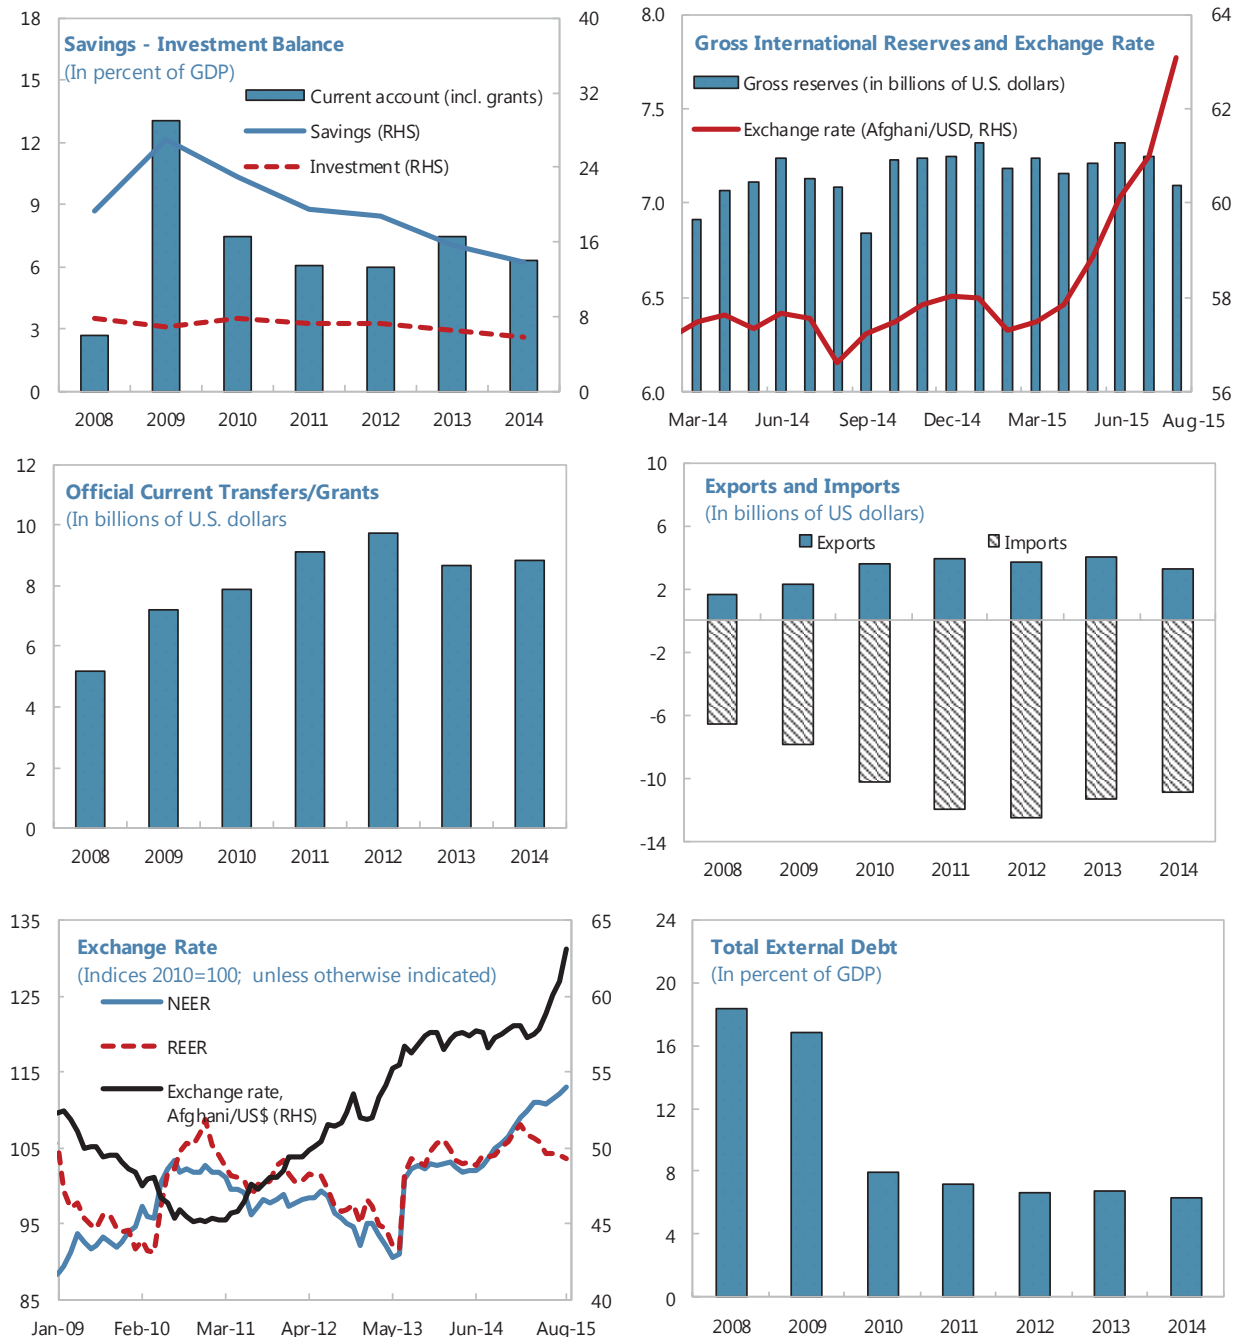 Savings - Investment Balance
(In percent of GDP)
Current account (incl. grants)
Savings (RHS)
Investment (RHS)
18
15
12
9
6
3
0
40
32
24
16
8
0
2008 2009 2010 2011 2012 2013 2014
Gross International Reserves and Exchange Rate
Gross reserves (in billions of U.S. dollars)
Exchange rate (Afghani/USD, RHS)
8.0
7.5
7.0
6.5
6.0
64
62
60
58
56
Mar-14 Jun-14 Sep-14 Dec-14 Mar-15 Jun-15 Aug-15
Official Current Transfers/Grants
(In billions of U.S. dollars
12
10
8
6
4
2
0
2008 2009 2010 2011 2012 2013 2014
Exports and Imports
(In billions of US dollars)
Exports Imports
10
6
2
-2
-6
-10
-14
2008 2009 2010 2011 2012 2013 2014
Exchange Rate
(Indices 2010=100; unless otherwise indicated)
NEER
REER
Exchange rate,
Afghani/US$ (RHS)
135
125
115
105
95
85
65
60
55
50
45
40
Jan-09 Feb-10 Mar-11 Apr-12 May-13 Jun-14 Aug-15
Total External Debt
(In percent of GDP)
24
20
16
12
8
4
0
2008 2009 2010 2011 2012 2013 2014